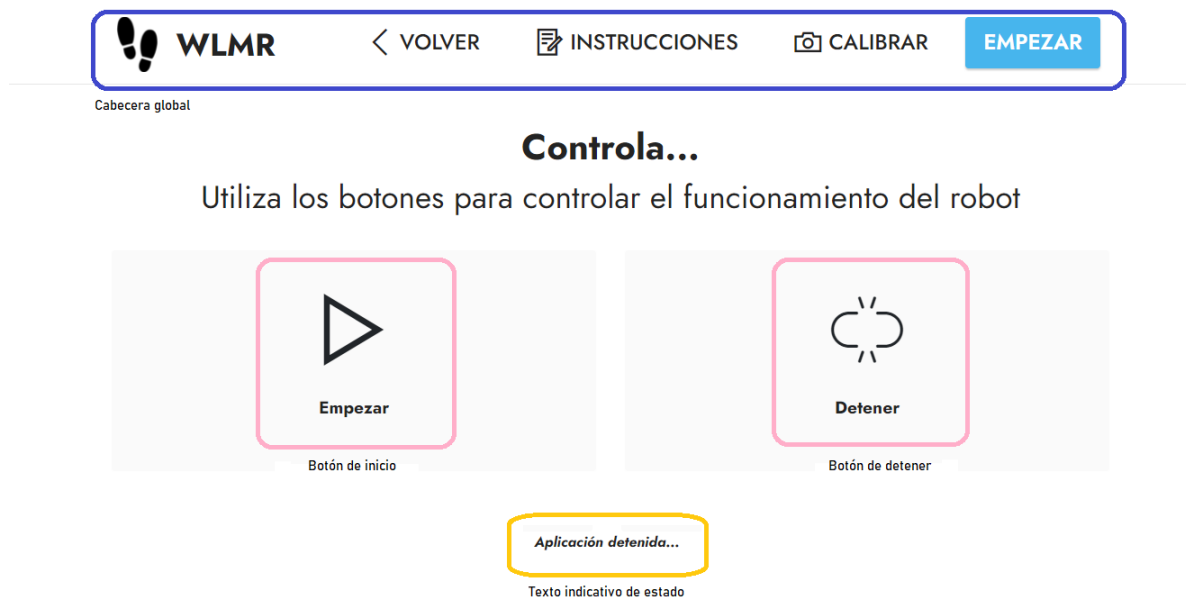 WLMR VOLVER INSTRUCCIONES CALIBRAR EMPEZAR
Cabecera global
Controla...
Utiliza los botones para controlar el funcionamiento del robot
Empezar
Detener
Botón de inicio
Botón de detener
Aplicación detenida...
Texto indicativo de estado